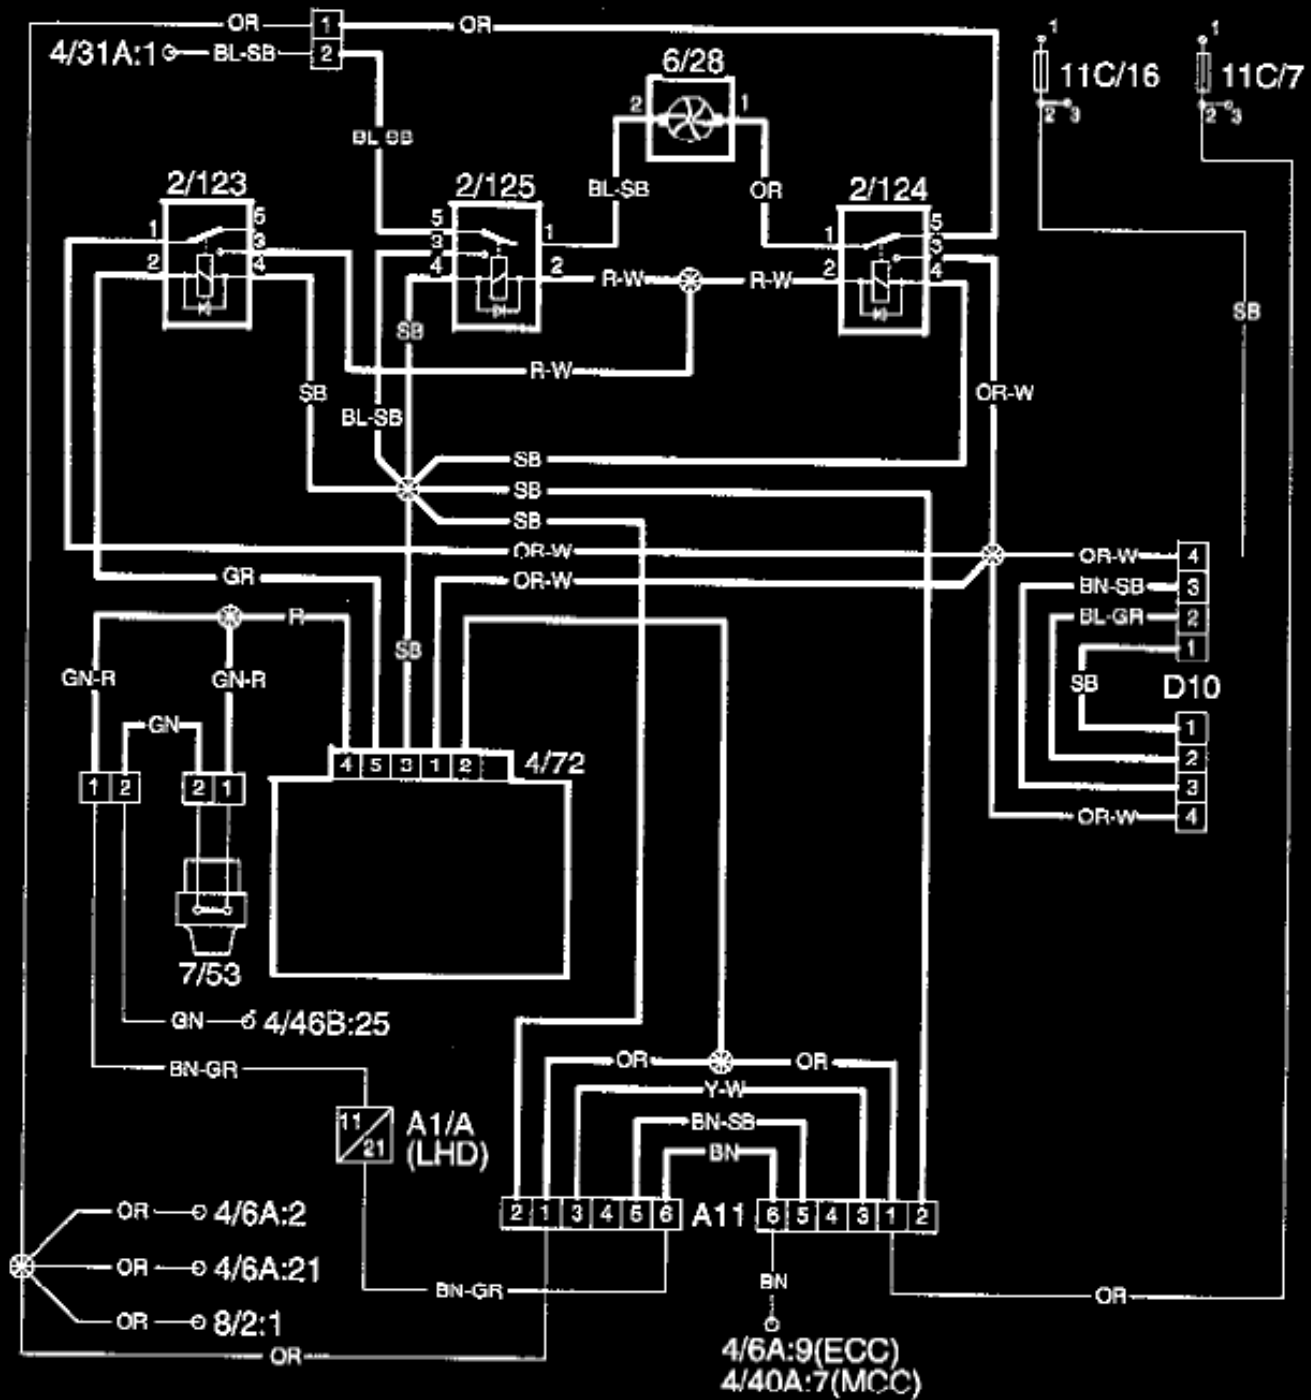 OR 1 OR
4/31A:1 BL-SB 2
6/28
2 1
1 11C/16 2 3
1 11C/7 2 3
BL-SB
BL-SB OR
2/123 2/125 2/124
1 5 3 2 4
5 1 3 4 2
1 5 3 2 4
R-W R-W
SB
SB
R-W
SB BL-SB OR-W
SB
SB
SB
OR-W OR-W 4
GR OR-W BN-SB 3
R BL-GR 2
SB 1
GN-R GN-R SB D10
GN 1
4 5 3 1 2 4/72 2
1 2 2 1 3
OR-W 4
7/53
GN 4/46B:25
BN-GR OR OR
Y-W
11 21 A1/A
(LHD)
BN-SB
BN
OR 4/6A:2
2 1 3 4 5 6 A11 6 5 4 3 1 2
OR 4/6A:21
BN-GR BN OR
OR 8/2:1
OR
4/6A:9(ECC)
4/40A:7(MCC)